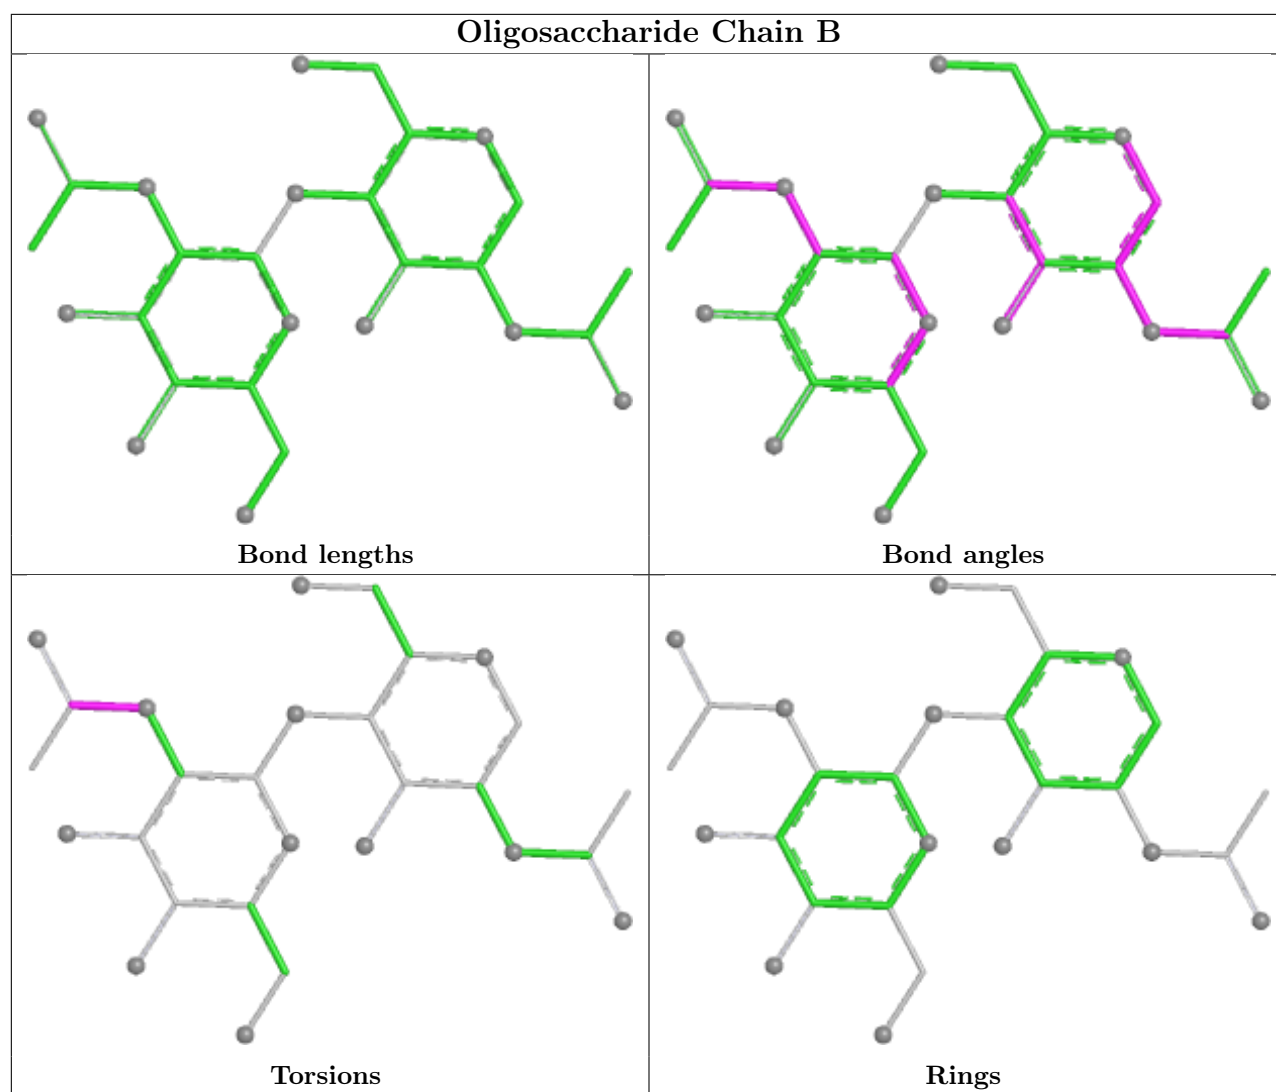 Oligosaccharide Chain B
Bond lengths
Bond angles
Torsions
Rings